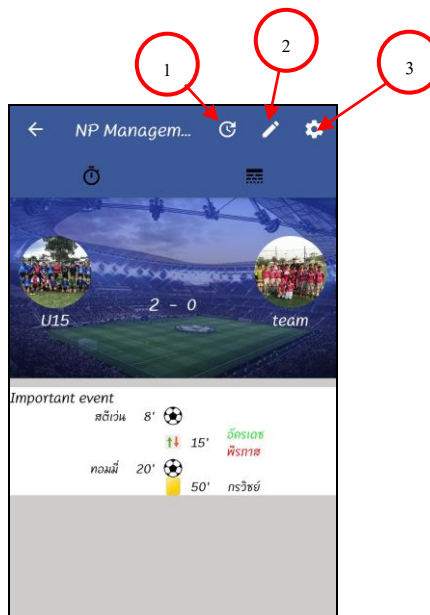 1
2
3
NP Managem...
2 - 0
U15
team
Important event
สตีเว่น 8'
15' อัครเดช
พิรภาส
ทอมมี่ 20'
50' กรวิชย์